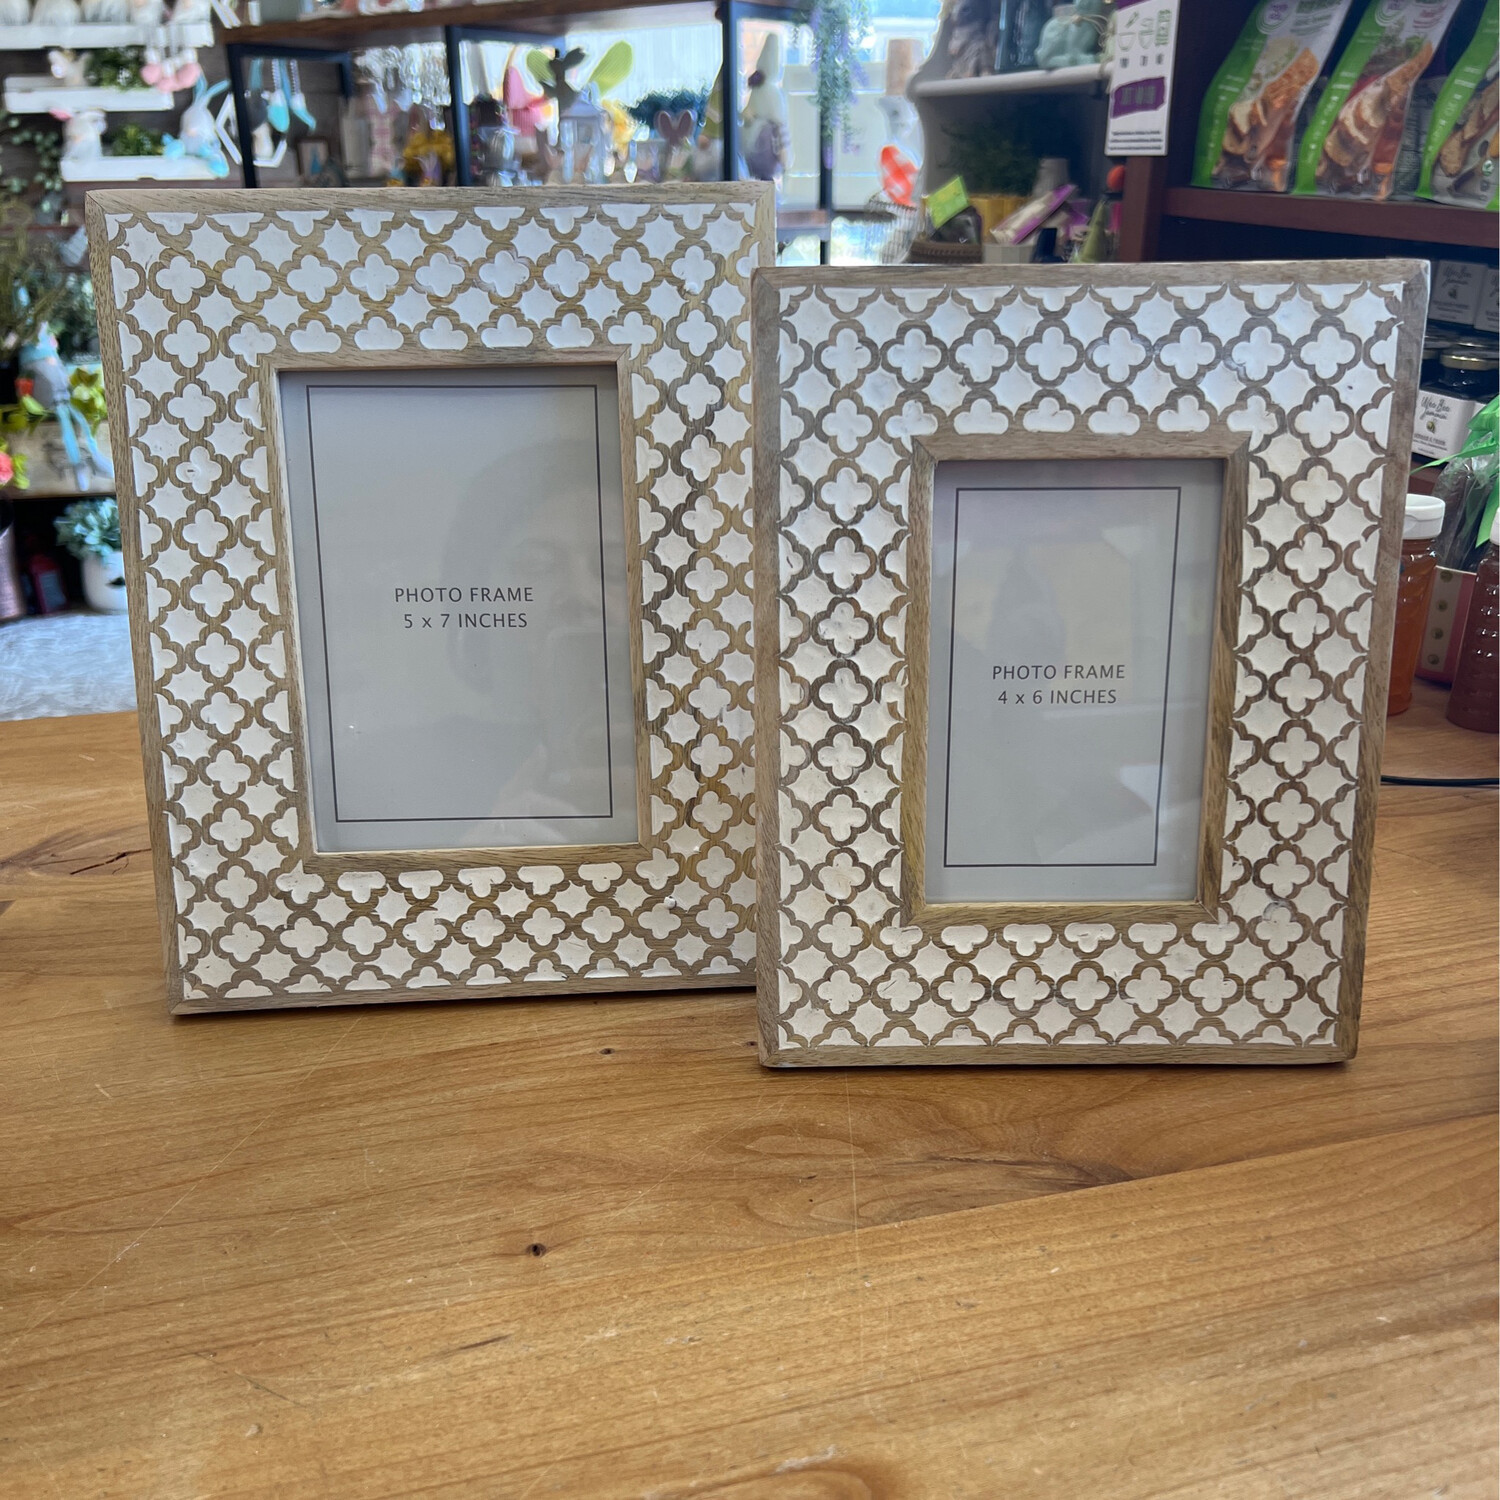 PHOTO FRAME
5 x 7 INCHES
PHOTO FRAME
4 x 6 INCHES